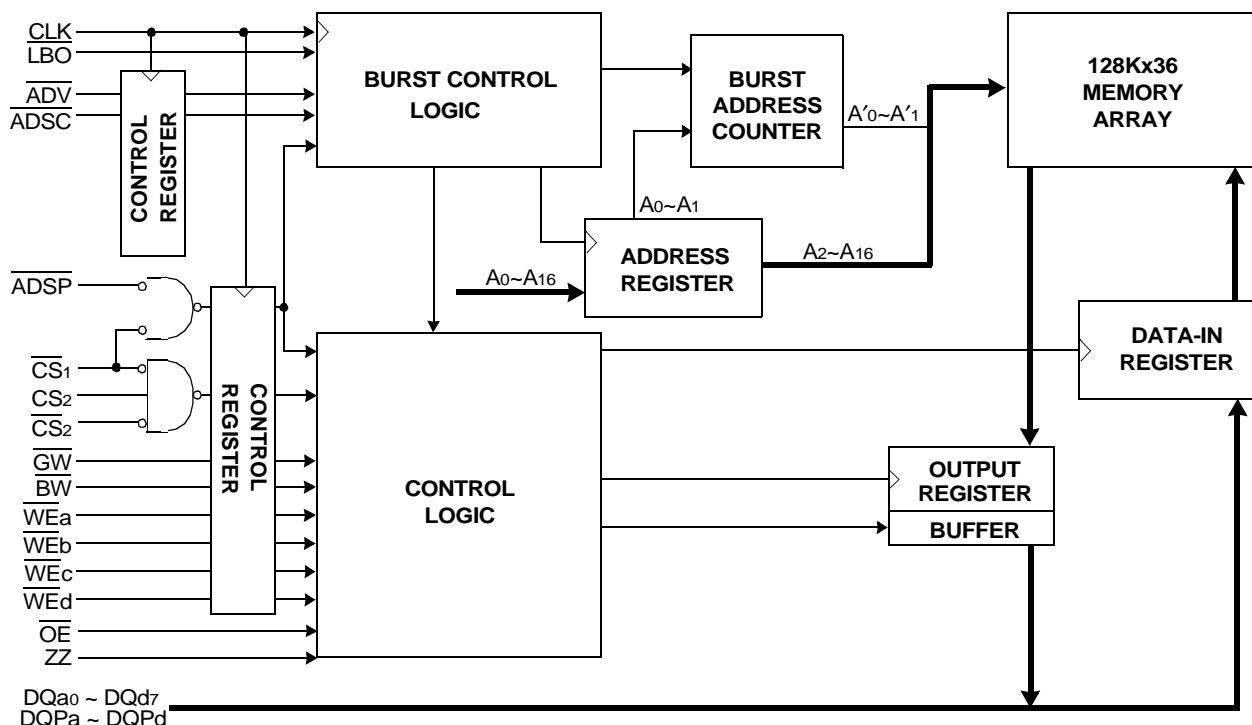 CLK
LBO
ADV
ADSC
CONTROL
REGISTER
BURST CONTROL
LOGIC
BURST
ADDRESS
COUNTER
A′0~A′1
128Kx36
MEMORY
ARRAY
A0~A1
A0~A16
ADDRESS
REGISTER
A2~A16
ADSP
CS1
CS2
CS2
CONTROL
REGISTER
GW
BW
WEa
WEb
WEc
WEd
OE
ZZ
CONTROL
LOGIC
DATA-IN
REGISTER
OUTPUT
REGISTER
BUFFER
DQa0 ~ DQd7
DQPa ~ DQPd